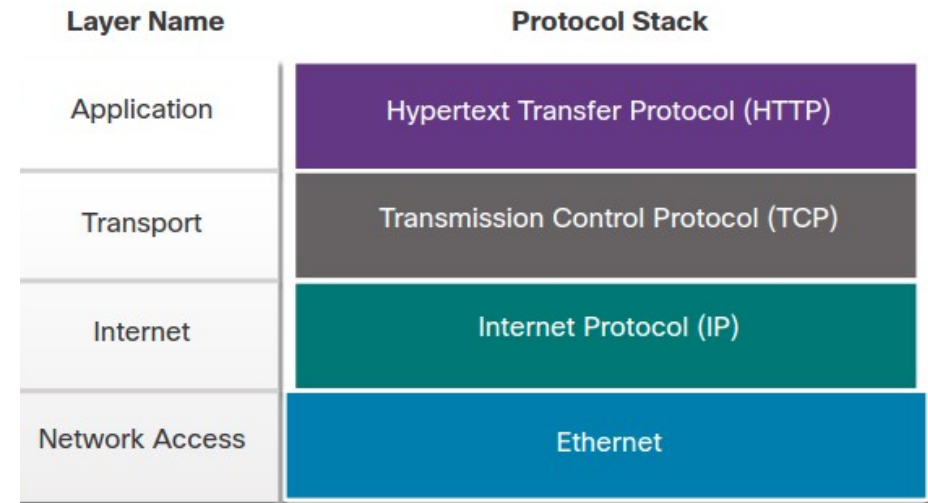 Layer Name Protocol Stack
Application Hypertext Transfer Protocol (HTTP)
Transport Transmission Control Protocol (TCP)
Internet Internet Protocol (IP)
Network Access Ethernet